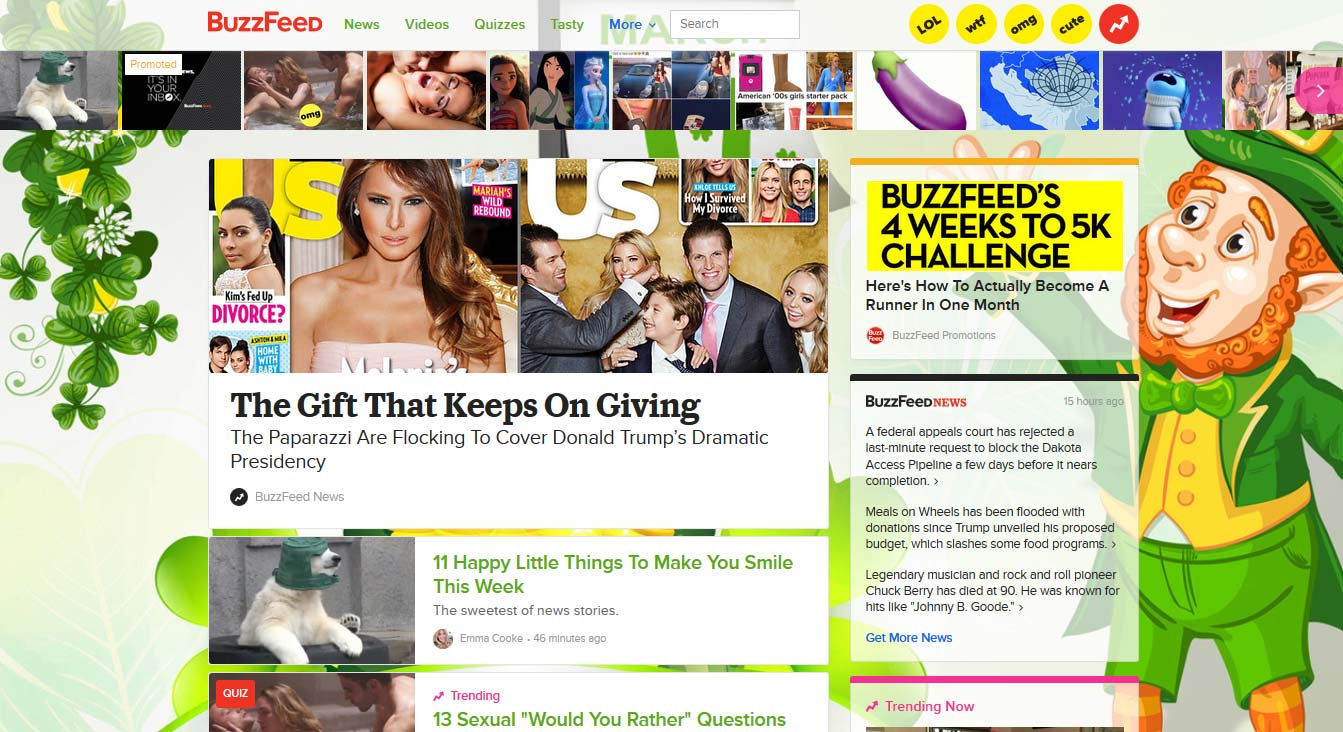 BuzzFeed News Videos Quizzes Tasty More Search LOL wtf omg cute
MARCH
Promoted
IT'S IN
YOUR
INBOX.
BuzzFeed NEWS
omg
American '00s girls starter pack
US
MARIAH'S
WILD
REBOUND
Kim's Fed Up
DIVORCE?
ASHTON & MILA
HOME
WITH
BABY
Melania's
US
KHLOE TELLS US
How I Survived
My Divorce
The Gift That Keeps On Giving
The Paparazzi Are Flocking To Cover Donald Trump's Dramatic
Presidency
BuzzFeed News
11 Happy Little Things To Make You Smile
This Week
The sweetest of news stories.
Emma Cooke • 46 minutes ago
QUIZ
Trending
13 Sexual "Would You Rather" Questions
BUZZFEED'S
4 WEEKS TO 5K
CHALLENGE
Here's How To Actually Become A
Runner In One Month
Buzz
Feed
BuzzFeed Promotions
BuzzFeed NEWS 15 hours ago
A federal appeals court has rejected a
last-minute request to block the Dakota
Access Pipeline a few days before it nears
completion. ›
Meals on Wheels has been flooded with
donations since Trump unveiled his proposed
budget, which slashes some food programs. ›
Legendary musician and rock and roll pioneer
Chuck Berry has died at 90. He was known for
hits like "Johnny B. Goode." ›
Get More News
Trending Now